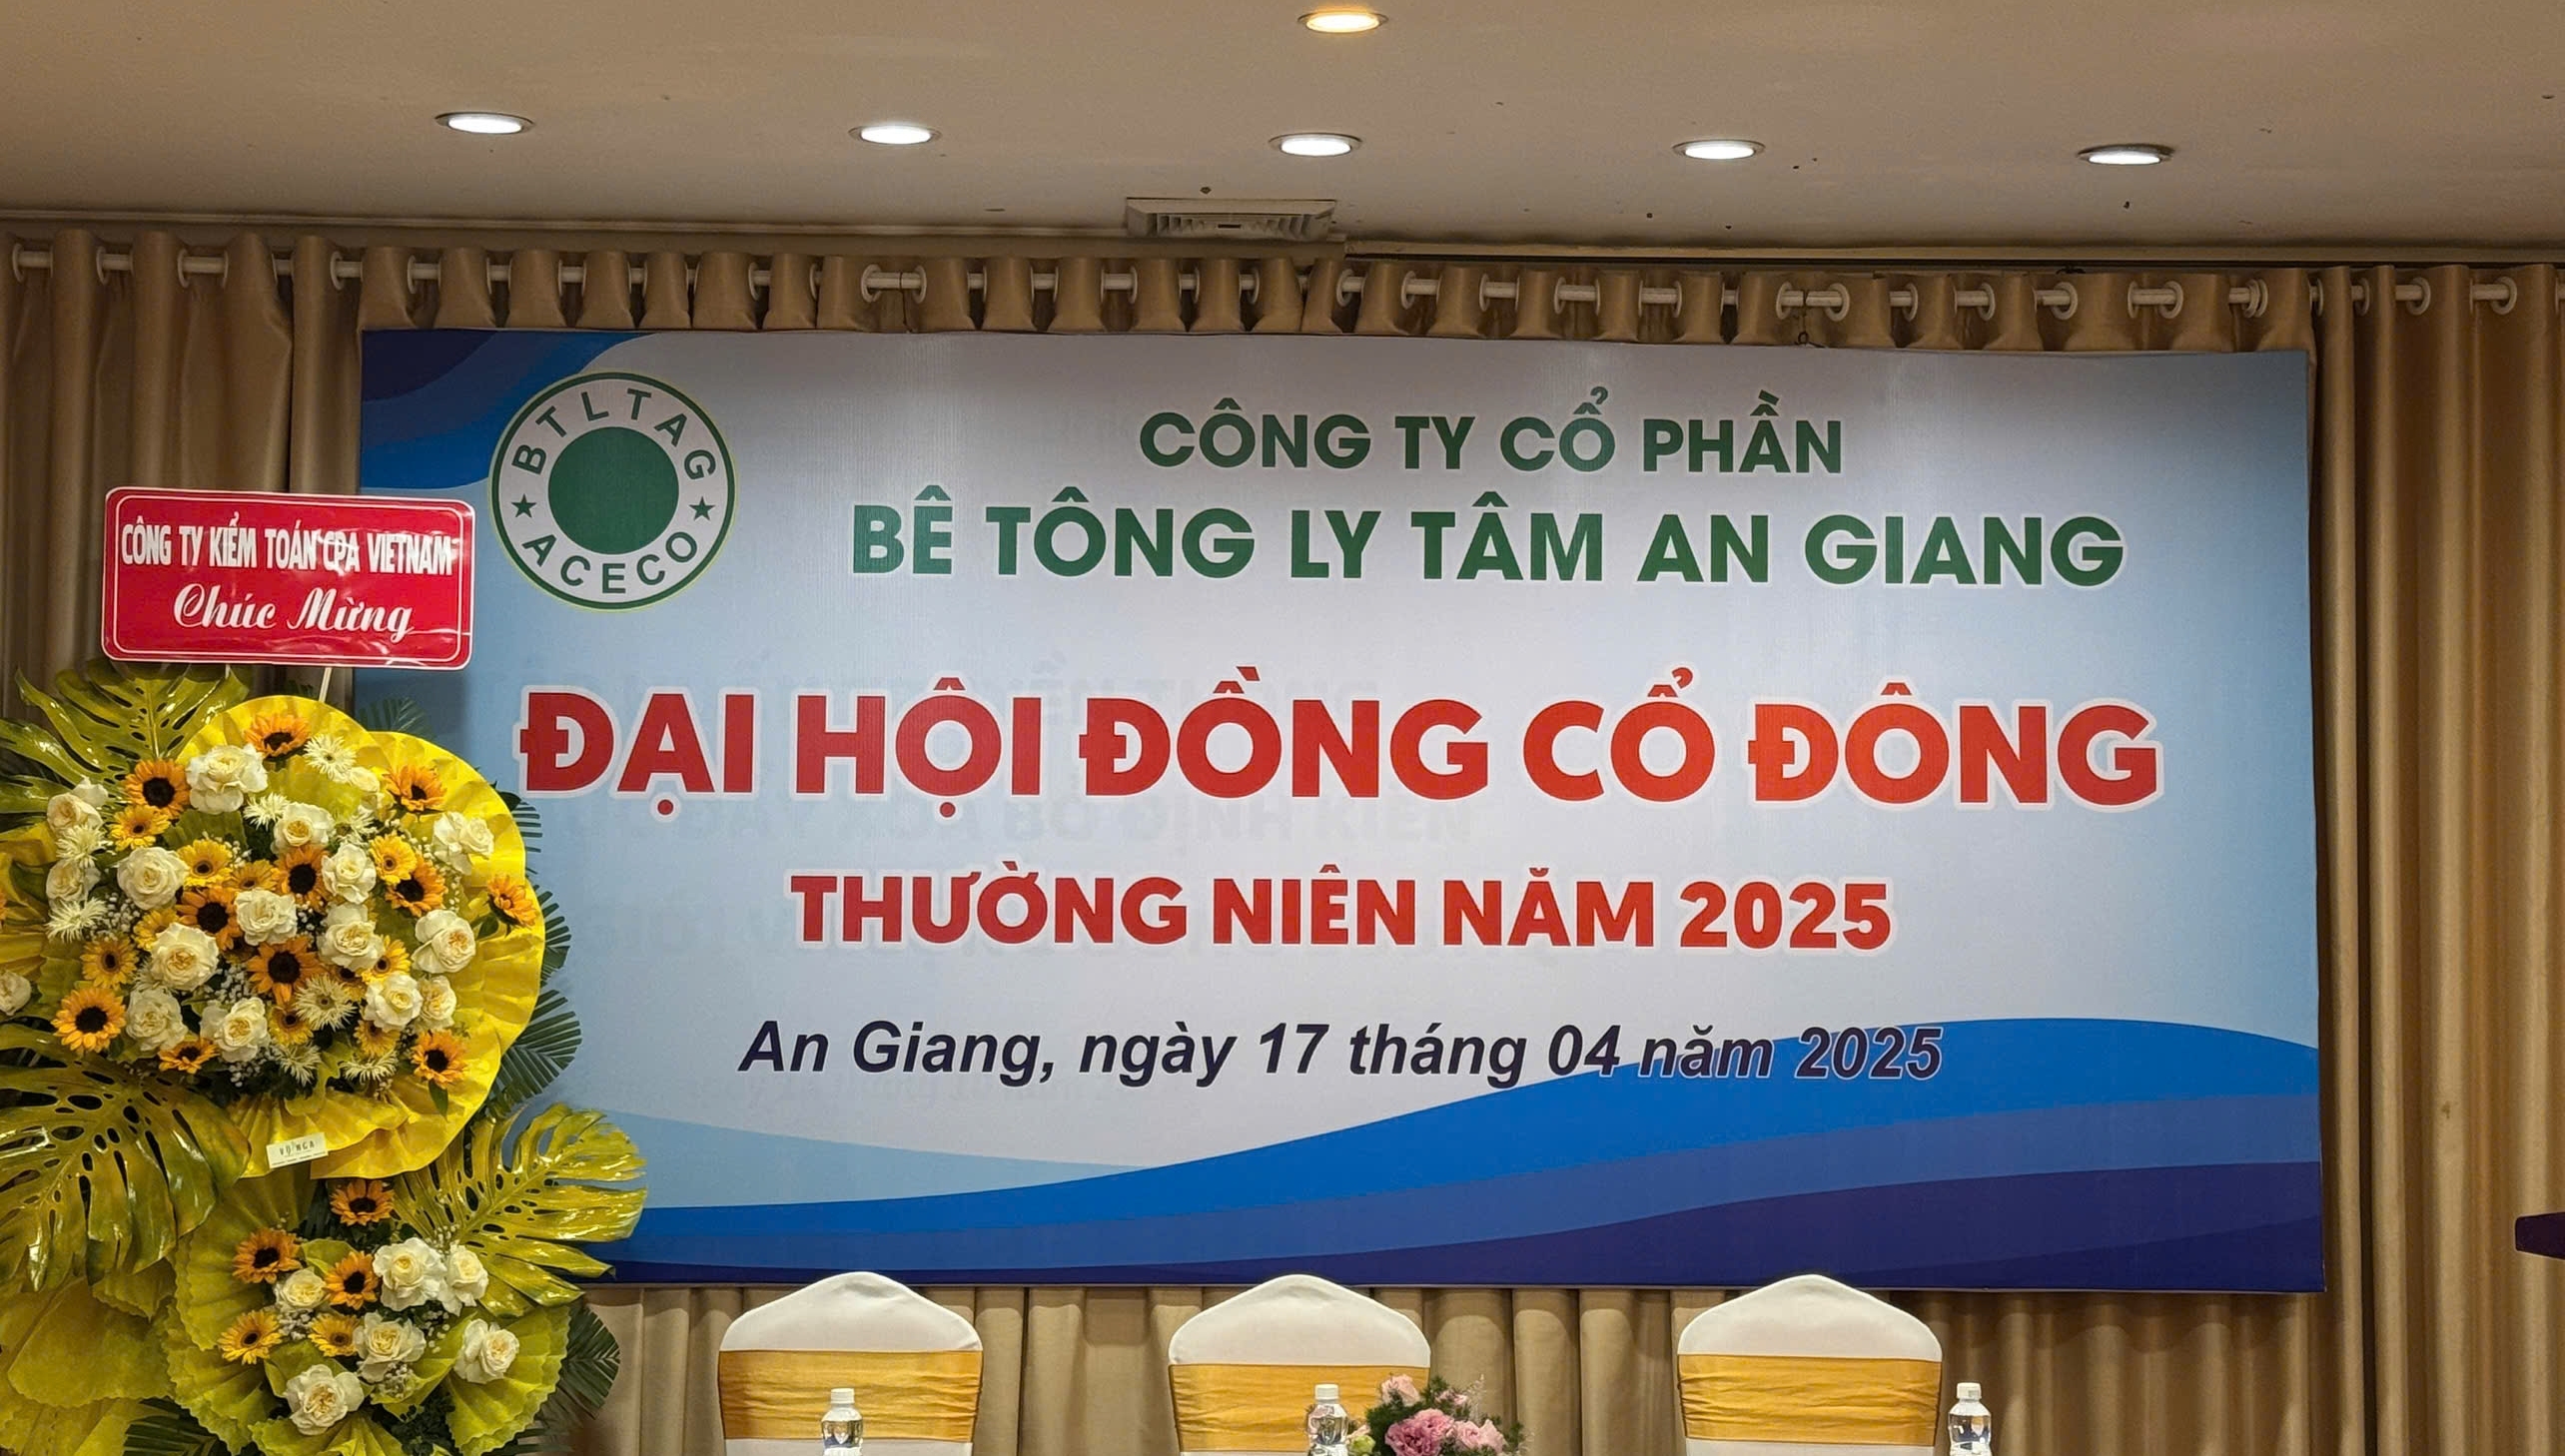 BTLTAG
ACECO
CÔNG TY CỔ PHẦN
BÊ TÔNG LY TÂM AN GIANG
ĐẠI HỘI ĐỒNG CỔ ĐÔNG
THƯỜNG NIÊN NĂM 2025
An Giang, ngày 17 tháng 04 năm 2025
CÔNG TY KIỂM TOÁN CPA VIETNAM
Chúc Mừng